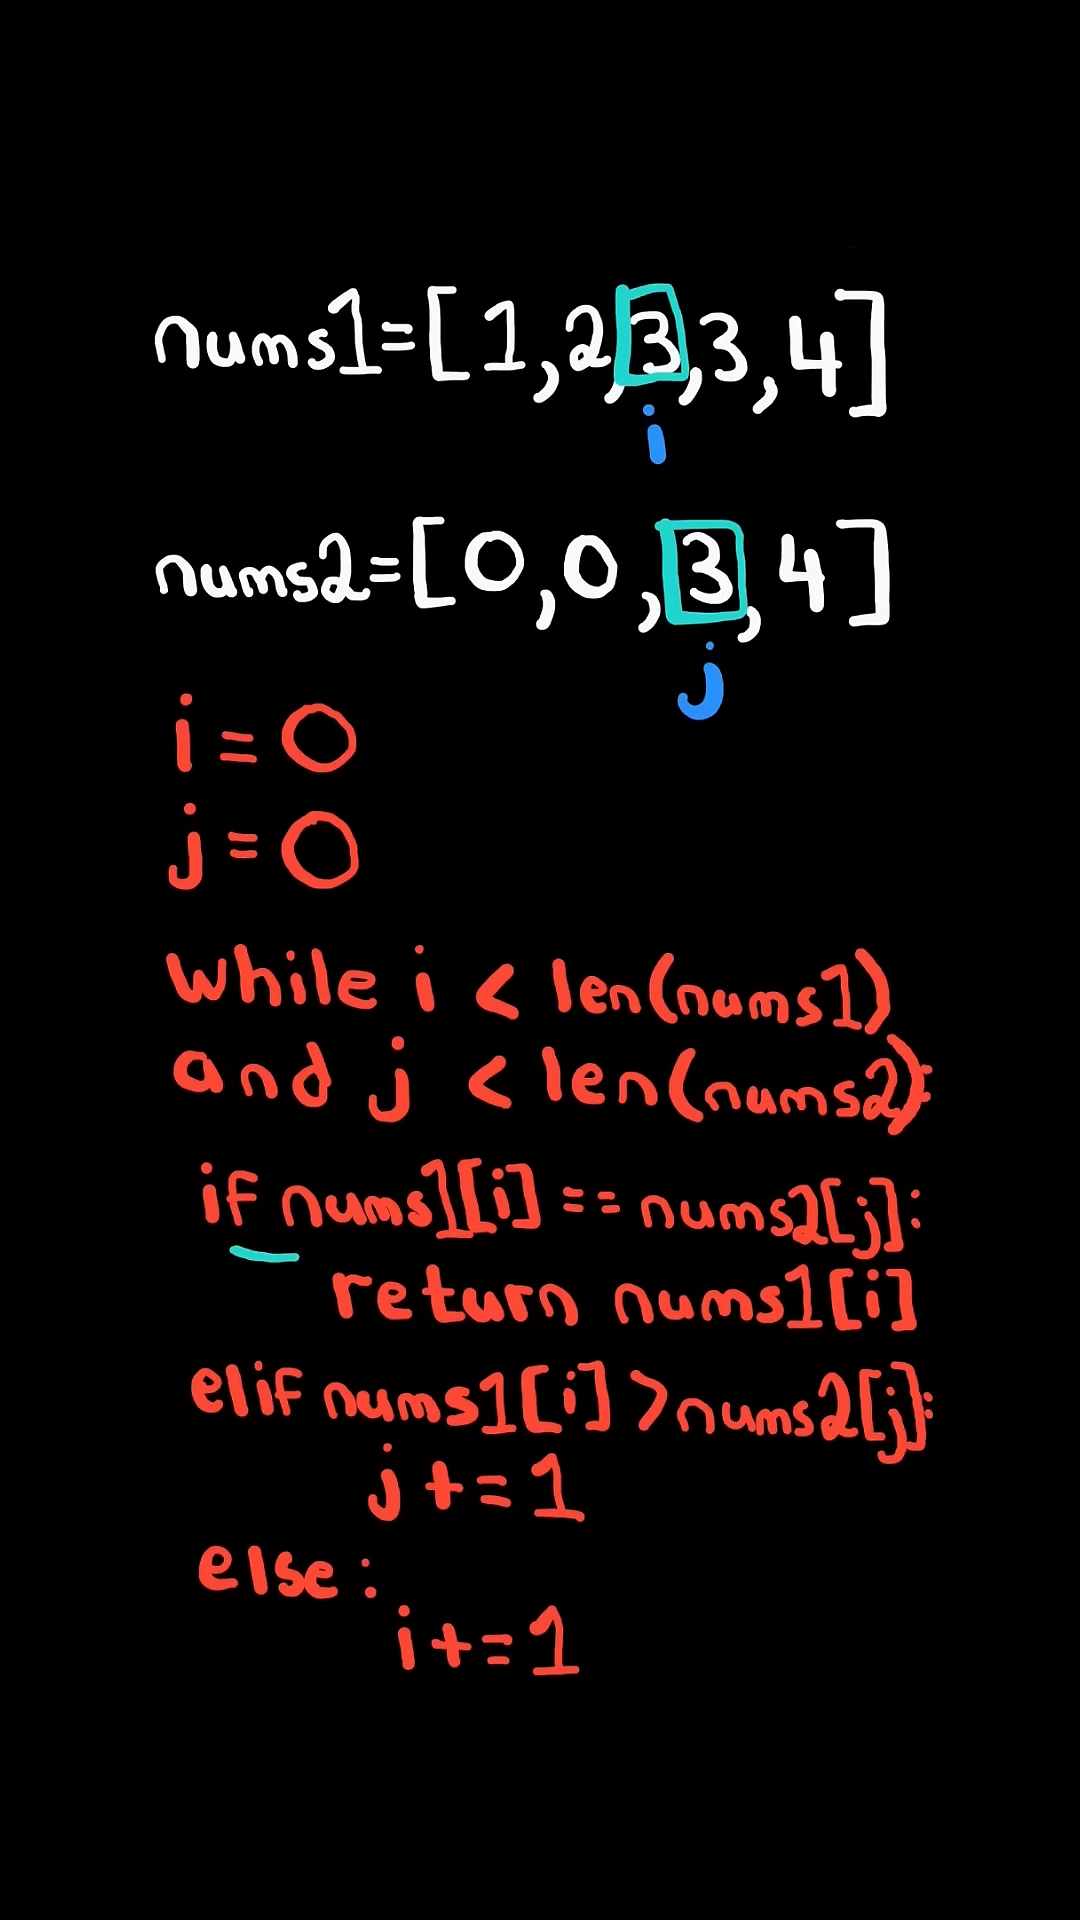 nums1=[1,2,3,3,4]
i
nums2=[0,0,3,4]
j
i=0
j=0
while i < len(nums1)
and j < len(nums2):
if nums1[i] == nums2[j]:
return nums1[i]
elif nums1[i] > nums2[j]:
j+=1
else:
i+=1